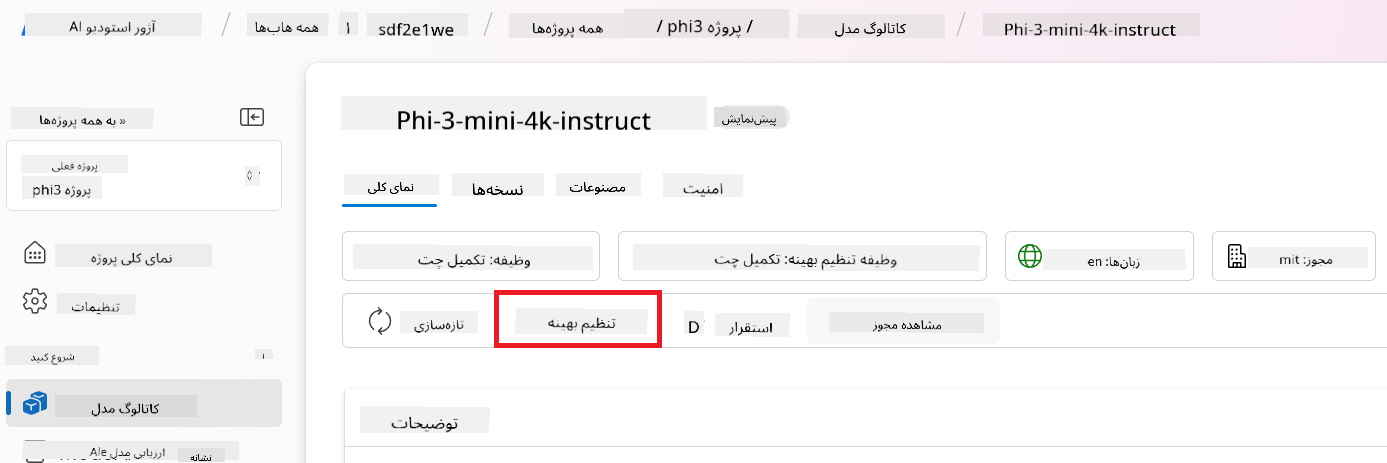 آزور استودیو AI / همه هاب‌ها ا sdf2e1we / همه پروژه‌ها / پروژه phi3 / کاتالوگ مدل / Phi-3-mini-4k-instruct
» به همه پروژه‌ها
پروژه فعلی
پروژه phi3
نمای کلی پروژه
تنظیمات
شروع کنید
کاتالوگ مدل
ارزیابی مدل Ale
نشانه
Phi-3-mini-4k-instruct پیش‌نمایش
نمای کلی نسخه‌ها مصنوعات امنیت
وظیفه: تکمیل چت وظیفه تنظیم بهینه: تکمیل چت زبان‌ها: en مجوز: mit
تازه‌سازی تنظیم بهینه D استقرار مشاهده مجوز
توضیحات